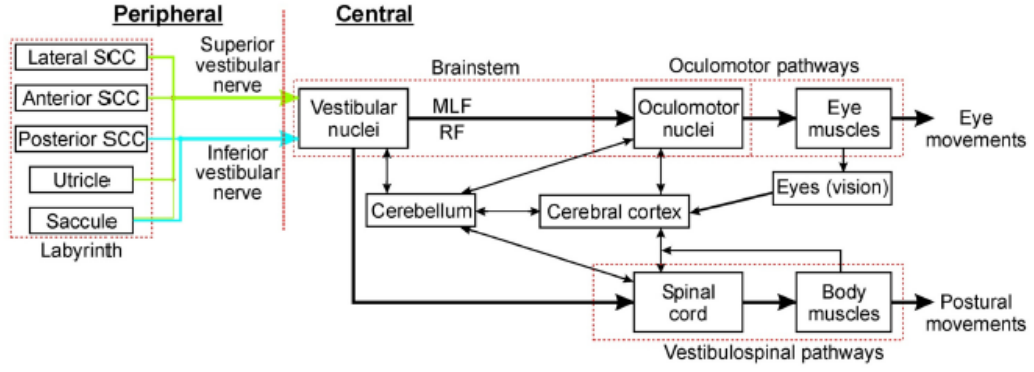 Peripheral
Central
Lateral SCC
Anterior SCC
Posterior SCC
Utricle
Saccule
Labyrinth
Superior
vestibular
nerve
Inferior
vestibular
nerve
Brainstem
Oculomotor pathways
Vestibular
nuclei
MLF
RF
Oculomotor
nuclei
Eye
muscles
Eye
movements
Eyes (vision)
Cerebellum
Cerebral cortex
Spinal
cord
Body
muscles
Postural
movements
Vestibulospinal pathways